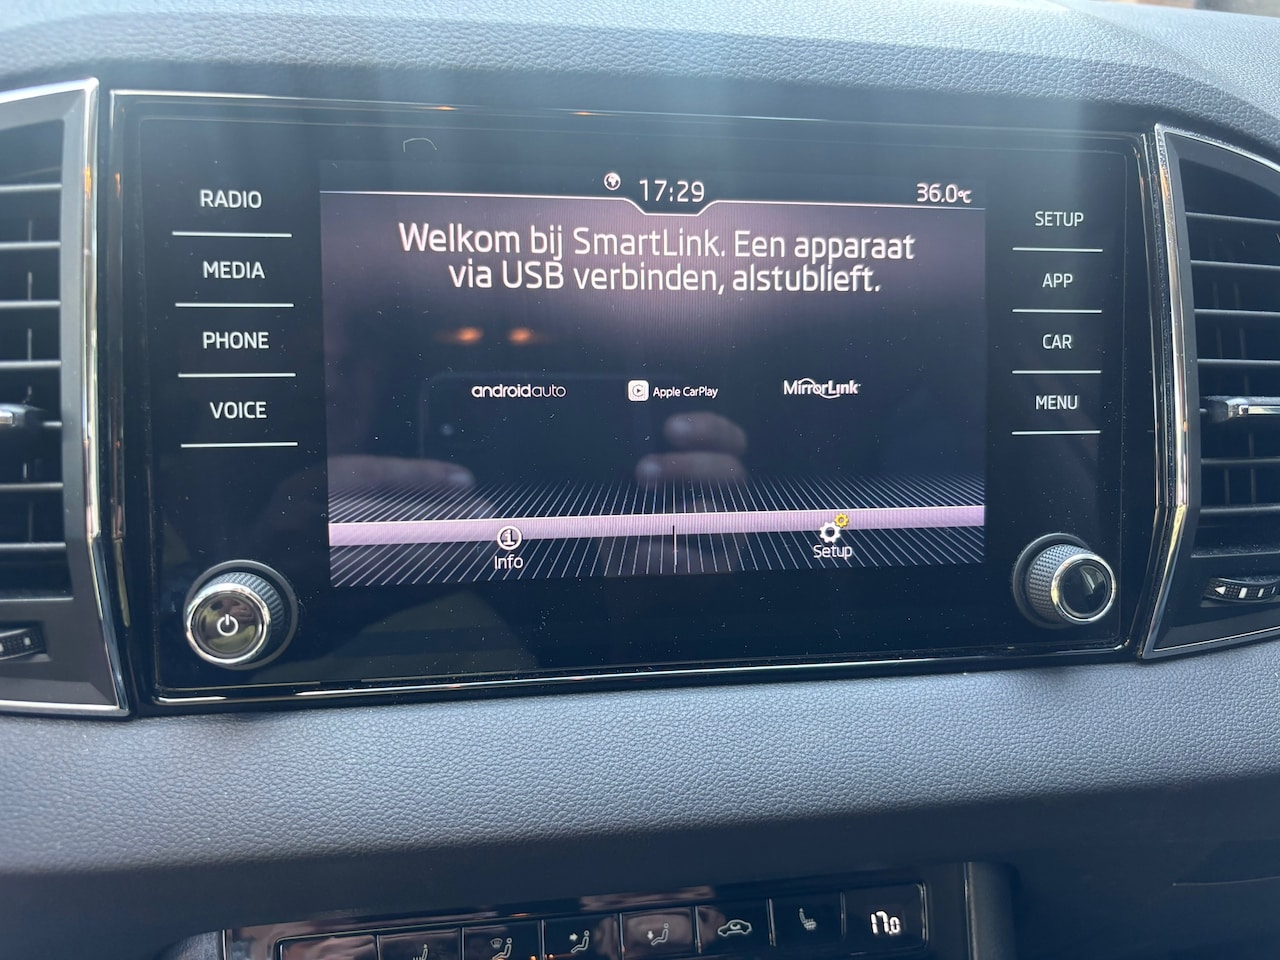 17:29
36.0°C
RADIO
MEDIA
PHONE
VOICE
Welkom bij SmartLink. Een apparaat
via USB verbinden, alstublieft.
androidauto
Apple CarPlay
MirrorLink
Info
Setup
SETUP
APP
CAR
MENU
17.0